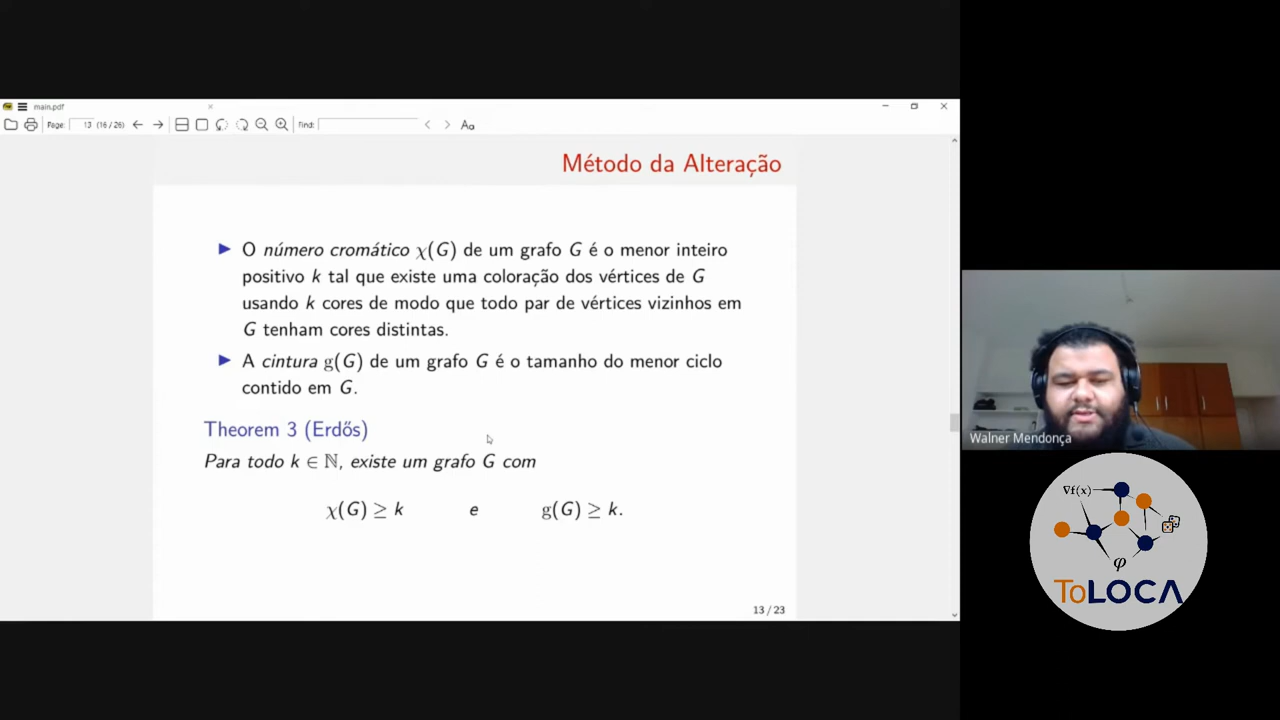 main.pdf
Page: 13 (16/26) Find: Aa
Método da Alteração
O número cromático χ(G) de um grafo G é o menor inteiro
positivo k tal que existe uma coloração dos vértices de G
usando k cores de modo que todo par de vértices vizinhos em
G tenham cores distintas.
A cintura g(G) de um grafo G é o tamanho do menor ciclo
contido em G.
Theorem 3 (Erdős)
Para todo k ∈ ℕ, existe um grafo G com
χ(G) ≥ k e g(G) ≥ k.
13 / 23
Walner Mendonça
∇f(x)
φ
ToLOCA